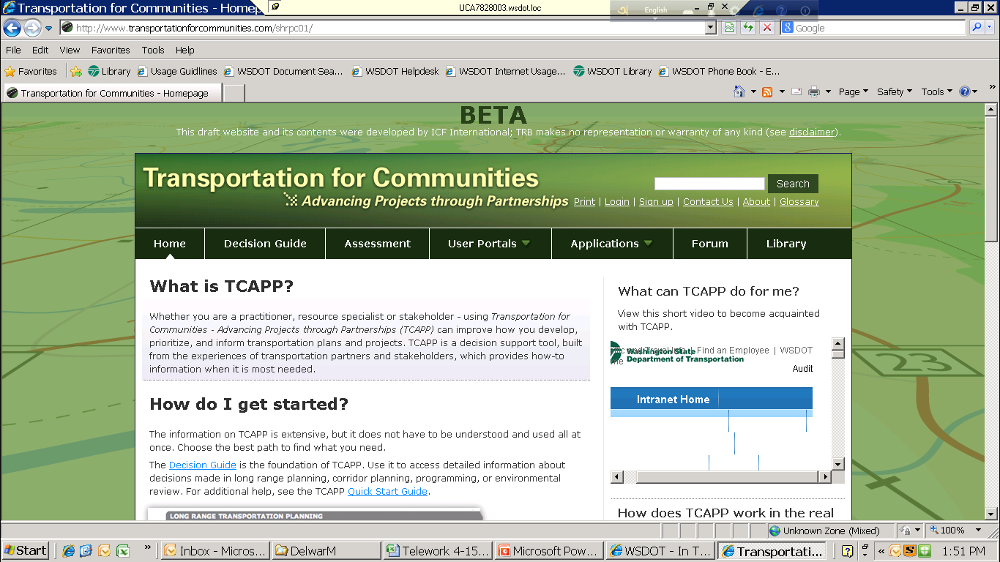 Transportation for Communities - Homep
UCA7828003.wsdot.loc
English
http://www.transportationforcommunities.com/shrpc01/
Google
File Edit View Favorites Tools Help
Favorites Library Usage Guidlines WSDOT Document Sea... WSDOT Helpdesk WSDOT Internet Usage... WSDOT Library WSDOT Phone Book - E...
Transportation for Communities - Homepage
Page Safety Tools
BETA
This draft website and its contents were developed by ICF International; TRB makes no representation or warranty of any kind (see disclaimer).
Transportation for Communities
Advancing Projects through Partnerships
Search
Print | Login | Sign up | Contact Us | About | Glossary
Home Decision Guide Assessment User Portals Applications Forum Library
What is TCAPP?
Whether you are a practitioner, resource specialist or stakeholder - using Transportation for
Communities - Advancing Projects through Partnerships (TCAPP) can improve how you develop,
prioritize, and inform transportation plans and projects. TCAPP is a decision support tool, built
from the experiences of transportation partners and stakeholders, which provides how-to
information when it is most needed.
How do I get started?
The information on TCAPP is extensive, but it does not have to be understood and used all at
once. Choose the best path to find what you need.
The Decision Guide is the foundation of TCAPP. Use it to access detailed information about
decisions made in long range planning, corridor planning, programming, or environmental
review. For additional help, see the TCAPP Quick Start Guide.
LONG RANGE TRANSPORTATION PLANNING
What can TCAPP do for me?
View this short video to become acquainted
with TCAPP.
Find an Employee | WSDOT
Washington State
Department of Transportation
Audit
Intranet Home
How does TCAPP work in the real
23
Unknown Zone (Mixed)
100%
Start
Inbox - Micros...
DelwarM
Telework 4-15...
Microsoft Pow...
WSDOT - In T...
Transportati...
1:51 PM